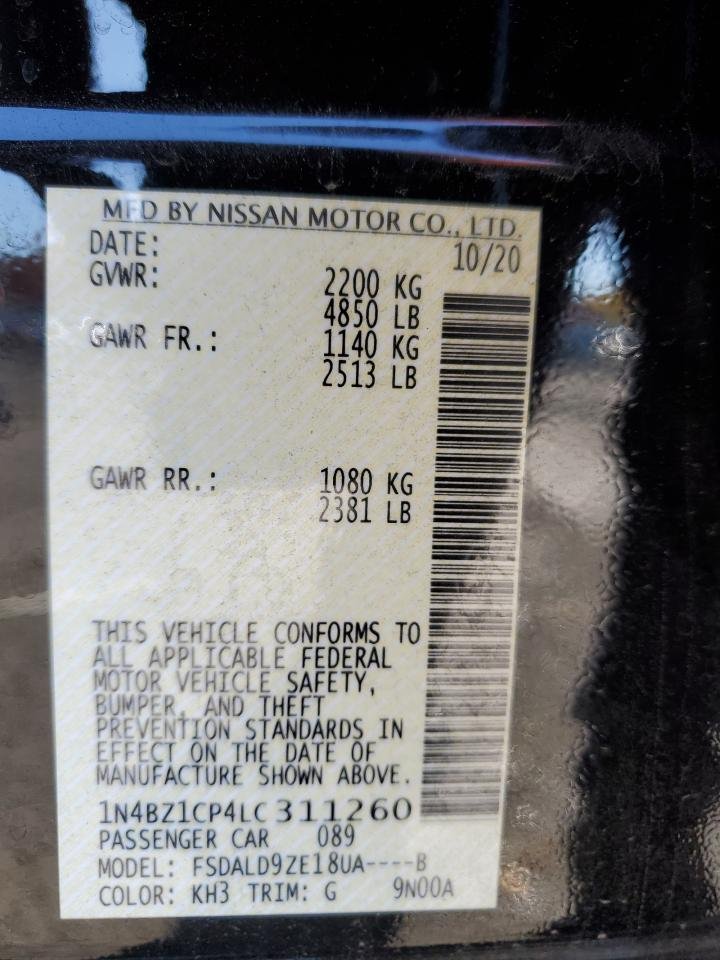 MFD BY NISSAN MOTOR CO., LTD.
DATE: 10/20
GVWR: 2200 KG
4850 LB
GAWR FR.: 1140 KG
2513 LB
GAWR RR.: 1080 KG
2381 LB
THIS VEHICLE CONFORMS TO
ALL APPLICABLE FEDERAL
MOTOR VEHICLE SAFETY,
BUMPER, AND THEFT
PREVENTION STANDARDS IN
EFFECT ON THE DATE OF
MANUFACTURE SHOWN ABOVE.
1N4BZ1CP4LC311260
PASSENGER CAR 089
MODEL: FSDALD9ZE18UA----B
COLOR: KH3 TRIM: G 9N00A